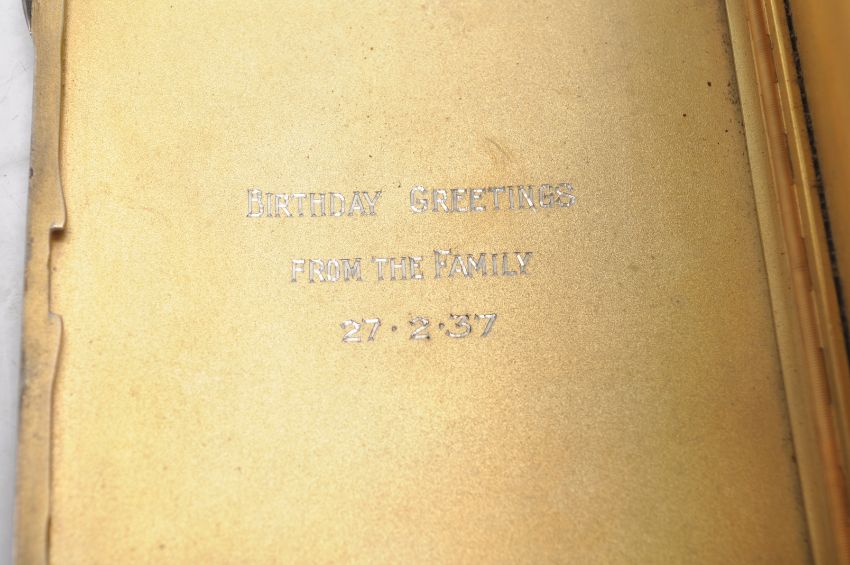 BIRTHDAY GREETINGS
FROM THE FAMILY
27·2·37